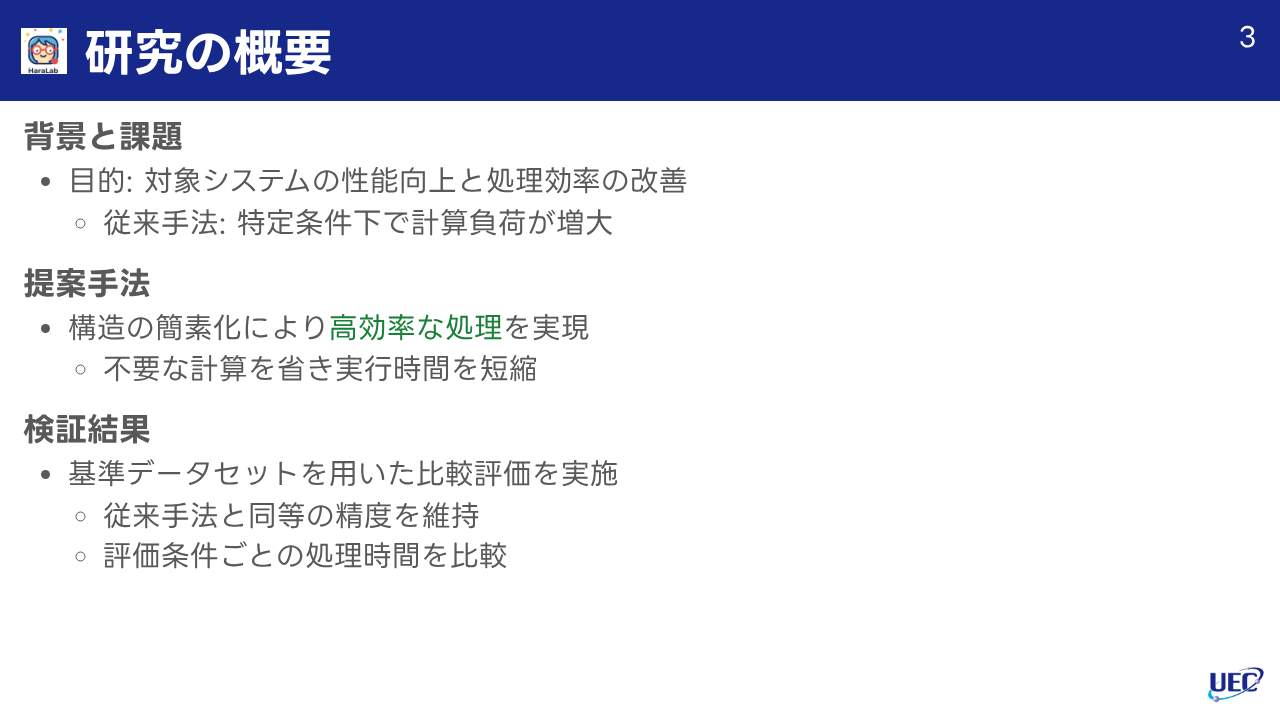 HaraLab
研究の概要
3
背景と課題
• 目的: 対象システムの性能向上と処理効率の改善
◦ 従来手法: 特定条件下で計算負荷が増大
提案手法
• 構造の簡素化により高効率な処理を実現
◦ 不要な計算を省き実行時間を短縮
検証結果
• 基準データセットを用いた比較評価を実施
◦ 従来手法と同等の精度を維持
◦ 評価条件ごとの処理時間を比較
UEC